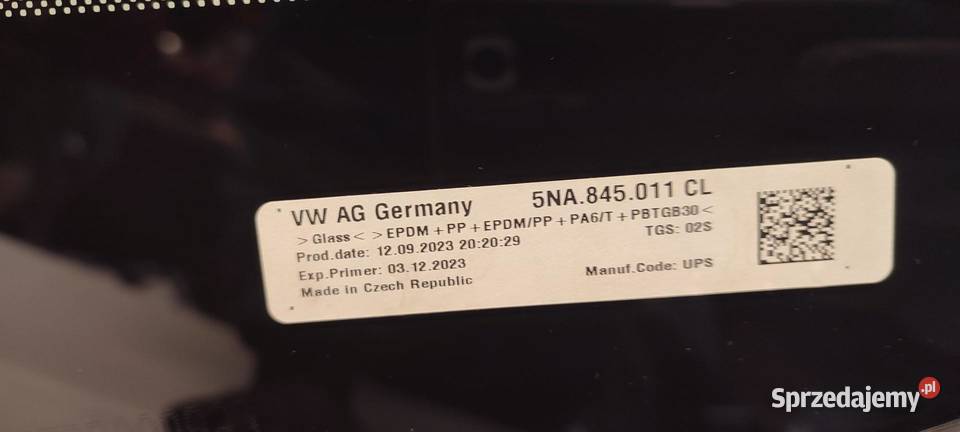 VW AG Germany 5NA.845.011 CL
>Glass< >EPDM+PP+EPDM/PP+PA6/T+PBTGB30<
Prod.date: 12.09.2023 20:20:29 TGS: 02S
Exp.Primer: 03.12.2023
Made in Czech Republic Manuf.Code: UPS
Sprzedajemy.pl